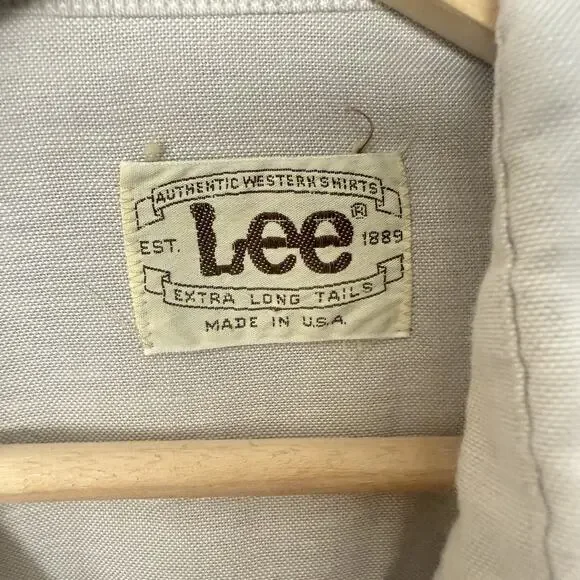 AUTHENTIC WESTERN SHIRTS
EST. Lee® 1889
EXTRA LONG TAILS
MADE IN U.S.A.